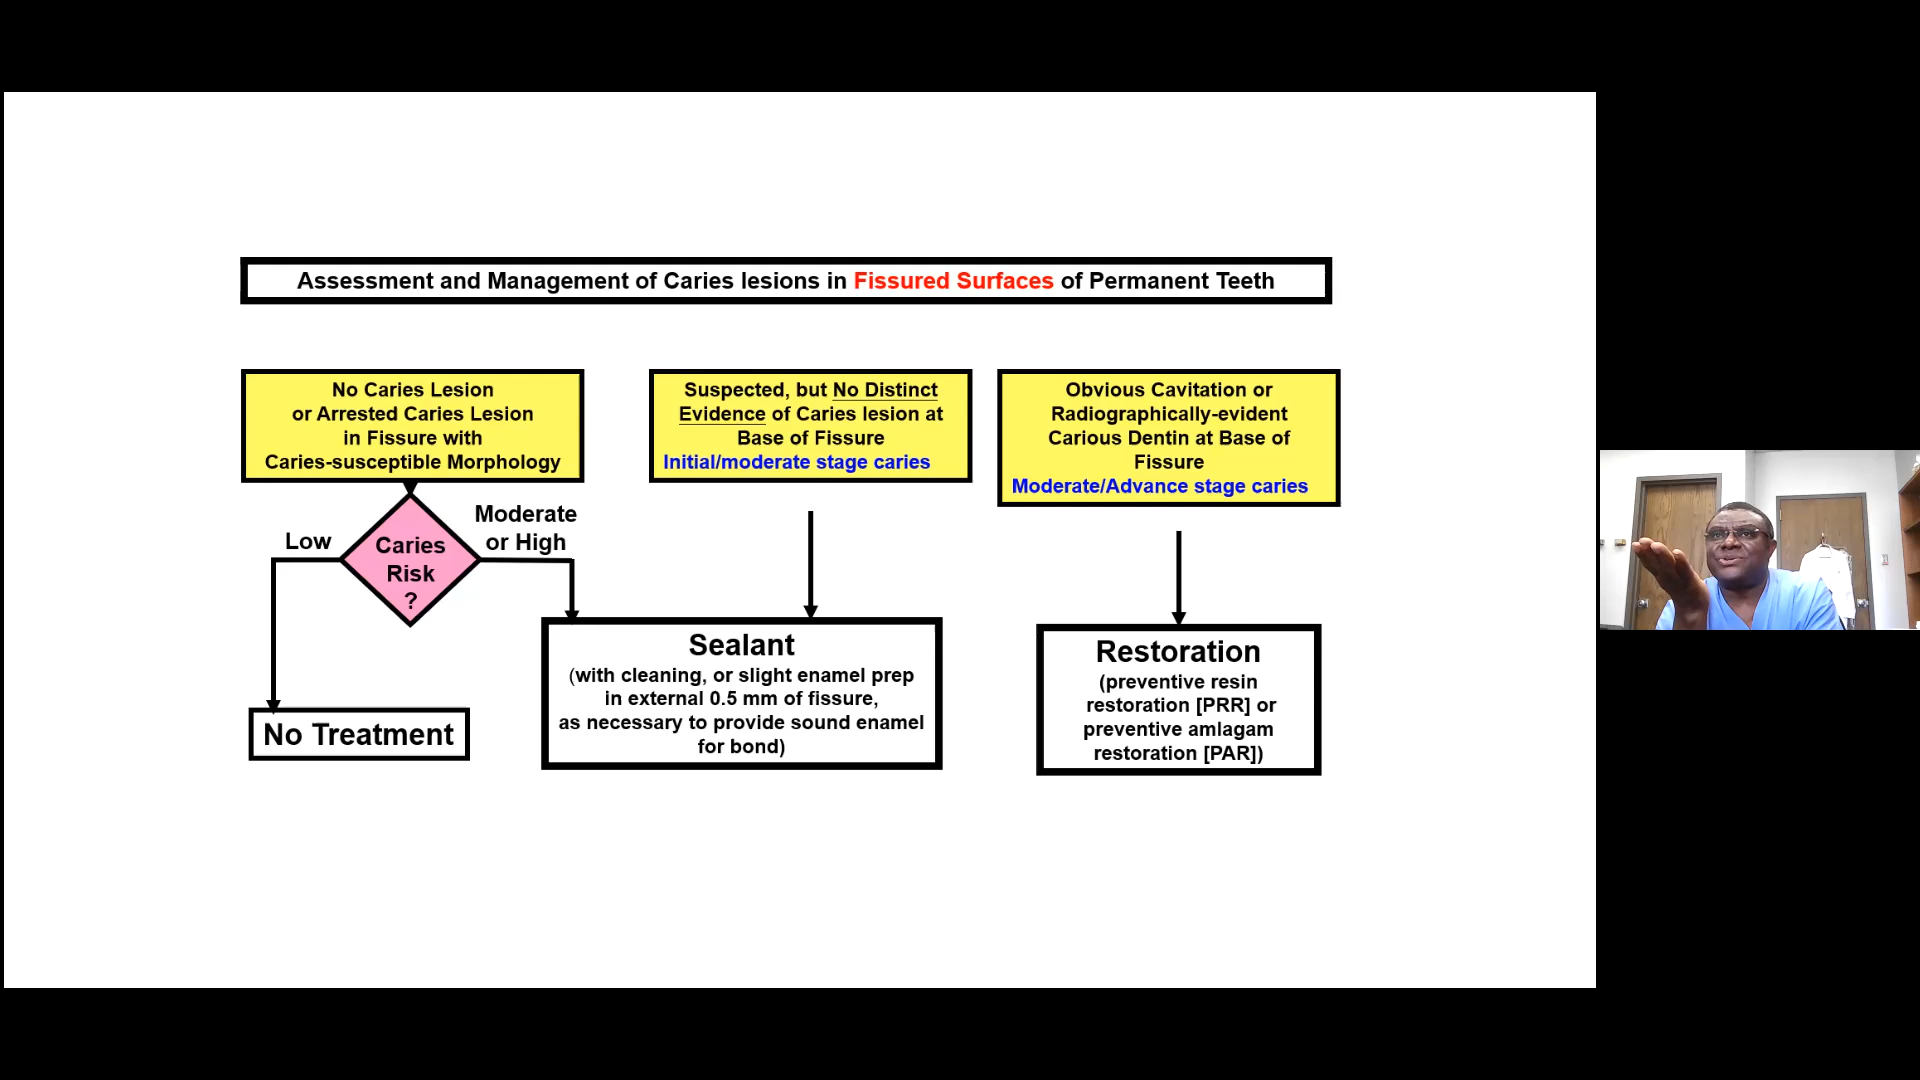 Assessment and Management of Caries lesions in Fissured Surfaces of Permanent Teeth
No Caries Lesion
or Arrested Caries Lesion
in Fissure with
Caries-susceptible Morphology
Suspected, but No Distinct
Evidence of Caries lesion at
Base of Fissure
Initial/moderate stage caries
Obvious Cavitation or
Radiographically-evident
Carious Dentin at Base of
Fissure
Moderate/Advance stage caries
Low
Caries
Risk
?
Moderate
or High
No Treatment
Sealant
(with cleaning, or slight enamel prep
in external 0.5 mm of fissure,
as necessary to provide sound enamel
for bond)
Restoration
(preventive resin
restoration [PRR] or
preventive amlagam
restoration [PAR])